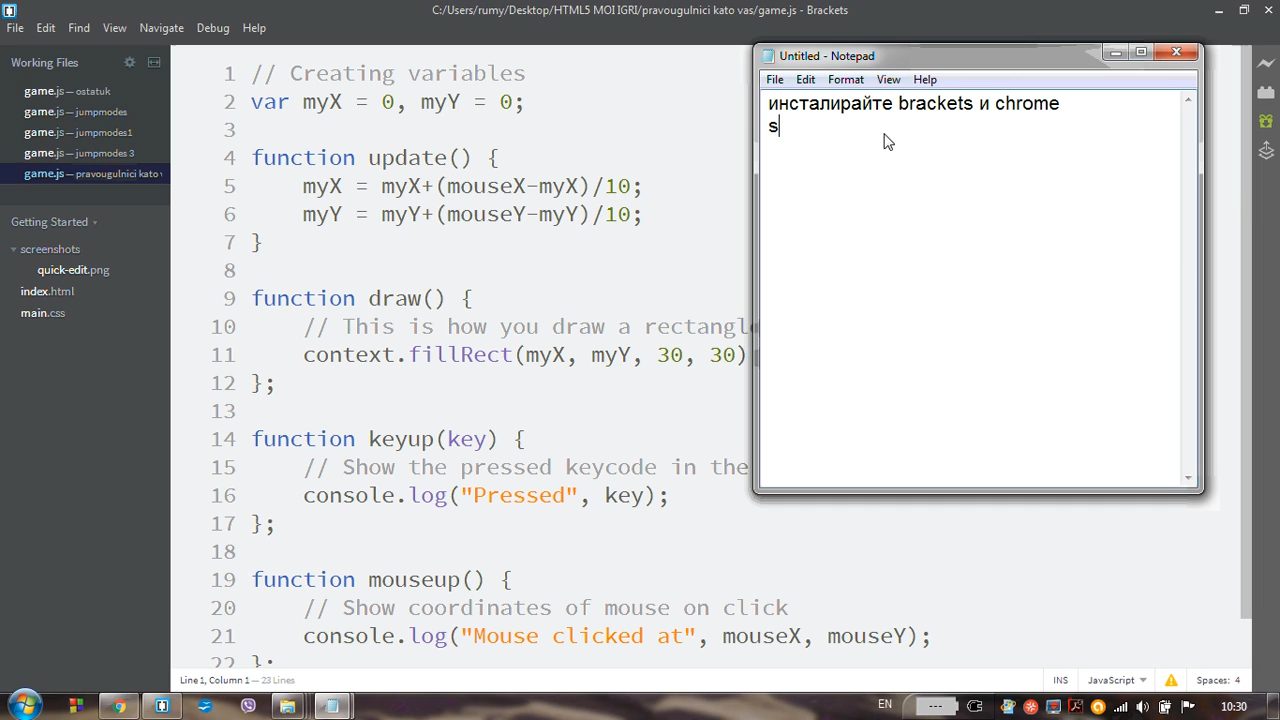 C:/Users/rumy/Desktop/HTML5 MOI IGRI/pravougulnici kato vas/game.js - Brackets
File Edit Find View Navigate Debug Help
Working Files
game.js — ostatuk
game.js — jumpmodes
game.js — jumpmodes1
game.js — jumpmodes 3
game.js — pravougulnici kato v
Getting Started
screenshots
quick-edit.png
index.html
main.css
1 // Creating variables
2 var myX = 0, myY = 0;
3
4 function update() {
5 myX = myX+(mouseX-myX)/10;
6 myY = myY+(mouseY-myY)/10;
7 }
8
9 function draw() {
10 // This is how you draw a rectangle
11 context.fillRect(myX, myY, 30, 30)
12 };
13
14 function keyup(key) {
15 // Show the pressed keycode in the
16 console.log("Pressed", key);
17 };
18
19 function mouseup() {
20 // Show coordinates of mouse on click
21 console.log("Mouse clicked at", mouseX, mouseY);
22 };
Untitled - Notepad
File Edit Format View Help
инсталирайте brackets и chrome
s
Line 1, Column 1 — 23 Lines
INS JavaScript Spaces: 4
EN 10:30